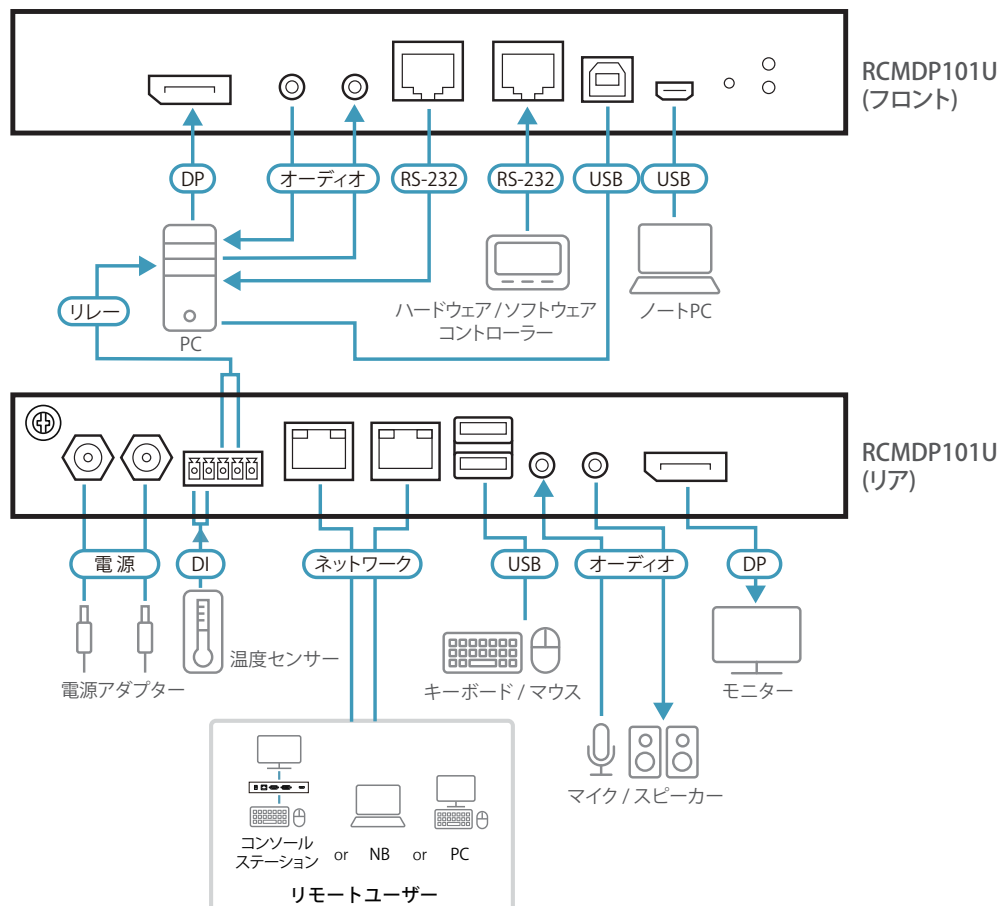 RCMDP101U
(フロント)
DP
オーディオ
RS-232
RS-232
USB
USB
リレー
PC
ハードウェア / ソフトウェア
コントローラー
ノートPC
RCMDP101U
(リア)
電源
DI
ネットワーク
USB
オーディオ
DP
電源アダプター
温度センサー
キーボード / マウス
モニター
マイク / スピーカー
コンソール
ステーション or NB or PC
リモートユーザー